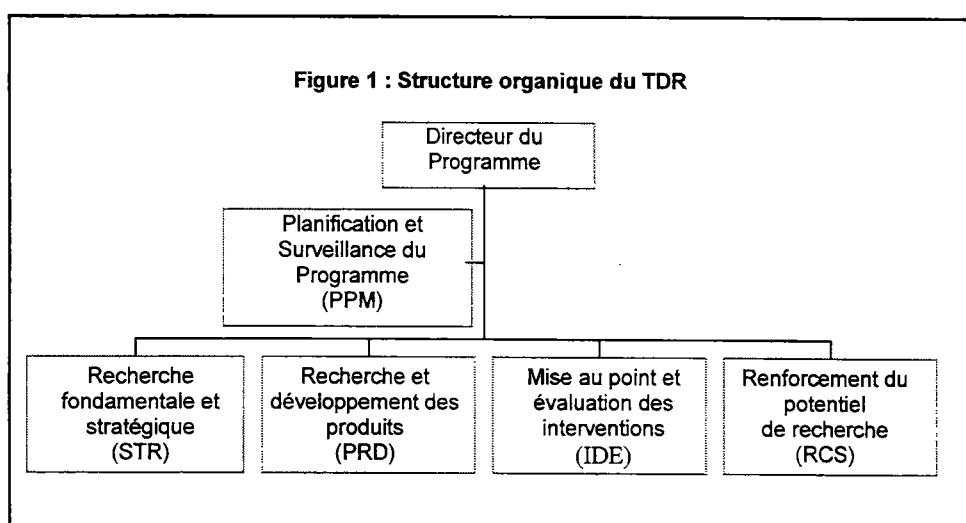 Figure 1 : Structure organique du TDR
Directeur du
Programme
Planification et
Surveillance du
Programme
(PPM)
Recherche
fondamentale et
stratégique
(STR)
Recherche et
développement des
produits
(PRD)
Mise au point et
évaluation des
interventions
(IDE)
Renforcement du
potentiel
de recherche
(RCS)